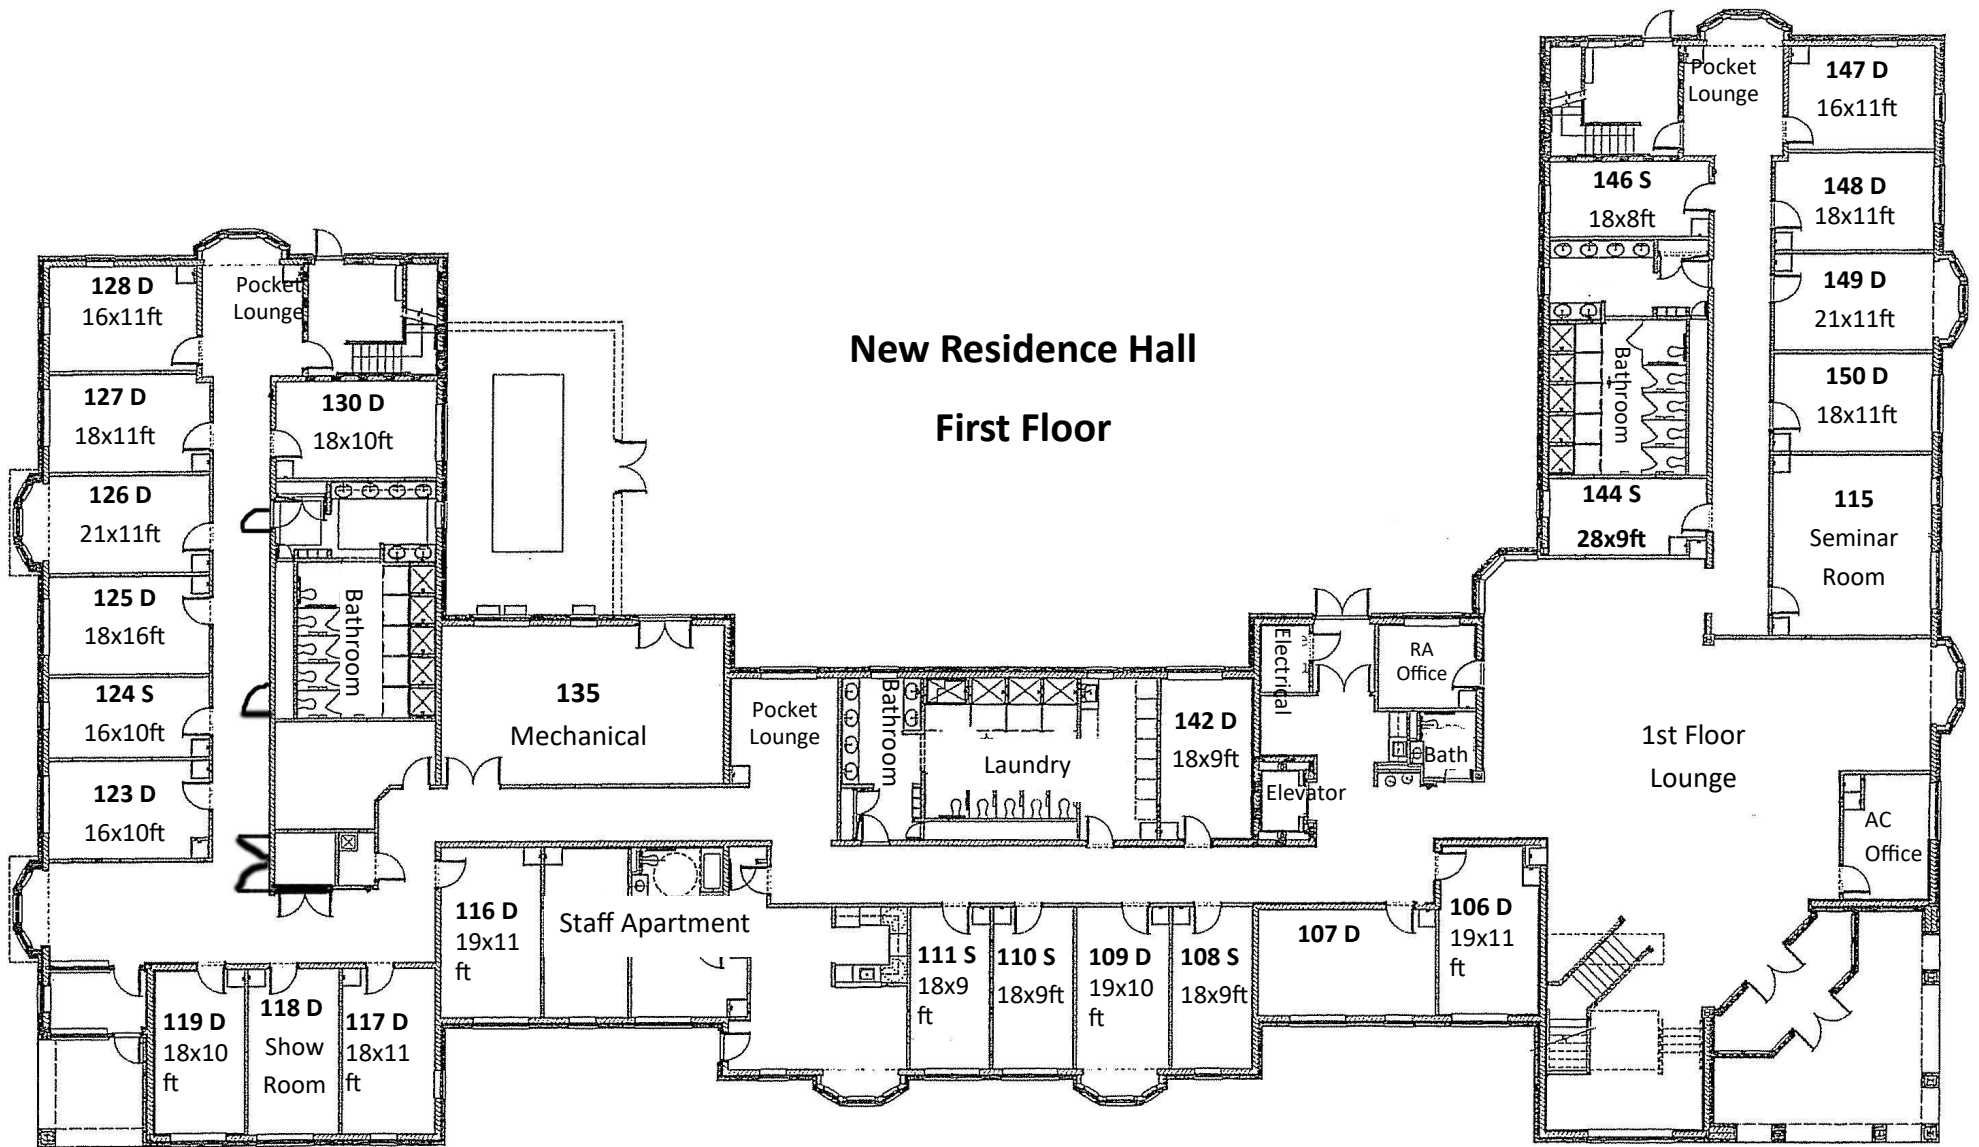 New Residence Hall
First Floor
128 D
16x11ft
Pocket
Lounge
127 D
18x11ft
130 D
18x10ft
126 D
21x11ft
125 D
18x16ft
Bathroom
124 S
16x10ft
123 D
16x10ft
135
Mechanical
Pocket
Lounge
Bathroom
Laundry
142 D
18x9ft
Electrical
Elevator
RA
Office
Bath
Pocket
Lounge
147 D
16x11ft
146 S
18x8ft
148 D
18x11ft
149 D
21x11ft
Bathroom
150 D
18x11ft
144 S
28x9ft
115
Seminar
Room
1st Floor
Lounge
AC
Office
119 D
18x10
ft
118 D
Show
Room
117 D
18x11
ft
116 D
19x11
ft
Staff Apartment
111 S
18x9
ft
110 S
18x9ft
109 D
19x10
ft
108 S
18x9ft
107 D
106 D
19x11
ft